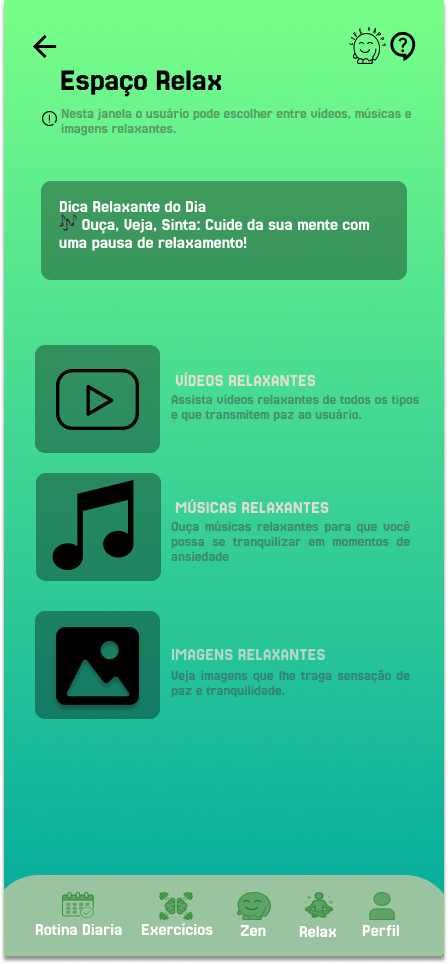 LIFE HAPPY
Espaço Relax
Nesta janela o usuário pode escolher entre vídeos, músicas e
imagens relaxantes.
Dica Relaxante do Dia
🎶 Ouça, Veja, Sinta: Cuide da sua mente com
uma pausa de relaxamento!
VÍDEOS RELAXANTES
Assista vídeos relaxantes de todos os tipos
e que transmitem paz ao usuário.
MÚSICAS RELAXANTES
Ouça músicas relaxantes para que você
possa se tranquilizar em momentos de
ansiedade
IMAGENS RELAXANTES
Veja imagens que lhe traga sensação de
paz e tranquilidade.
Rotina Diaria Exercícios Zen Relax Perfil